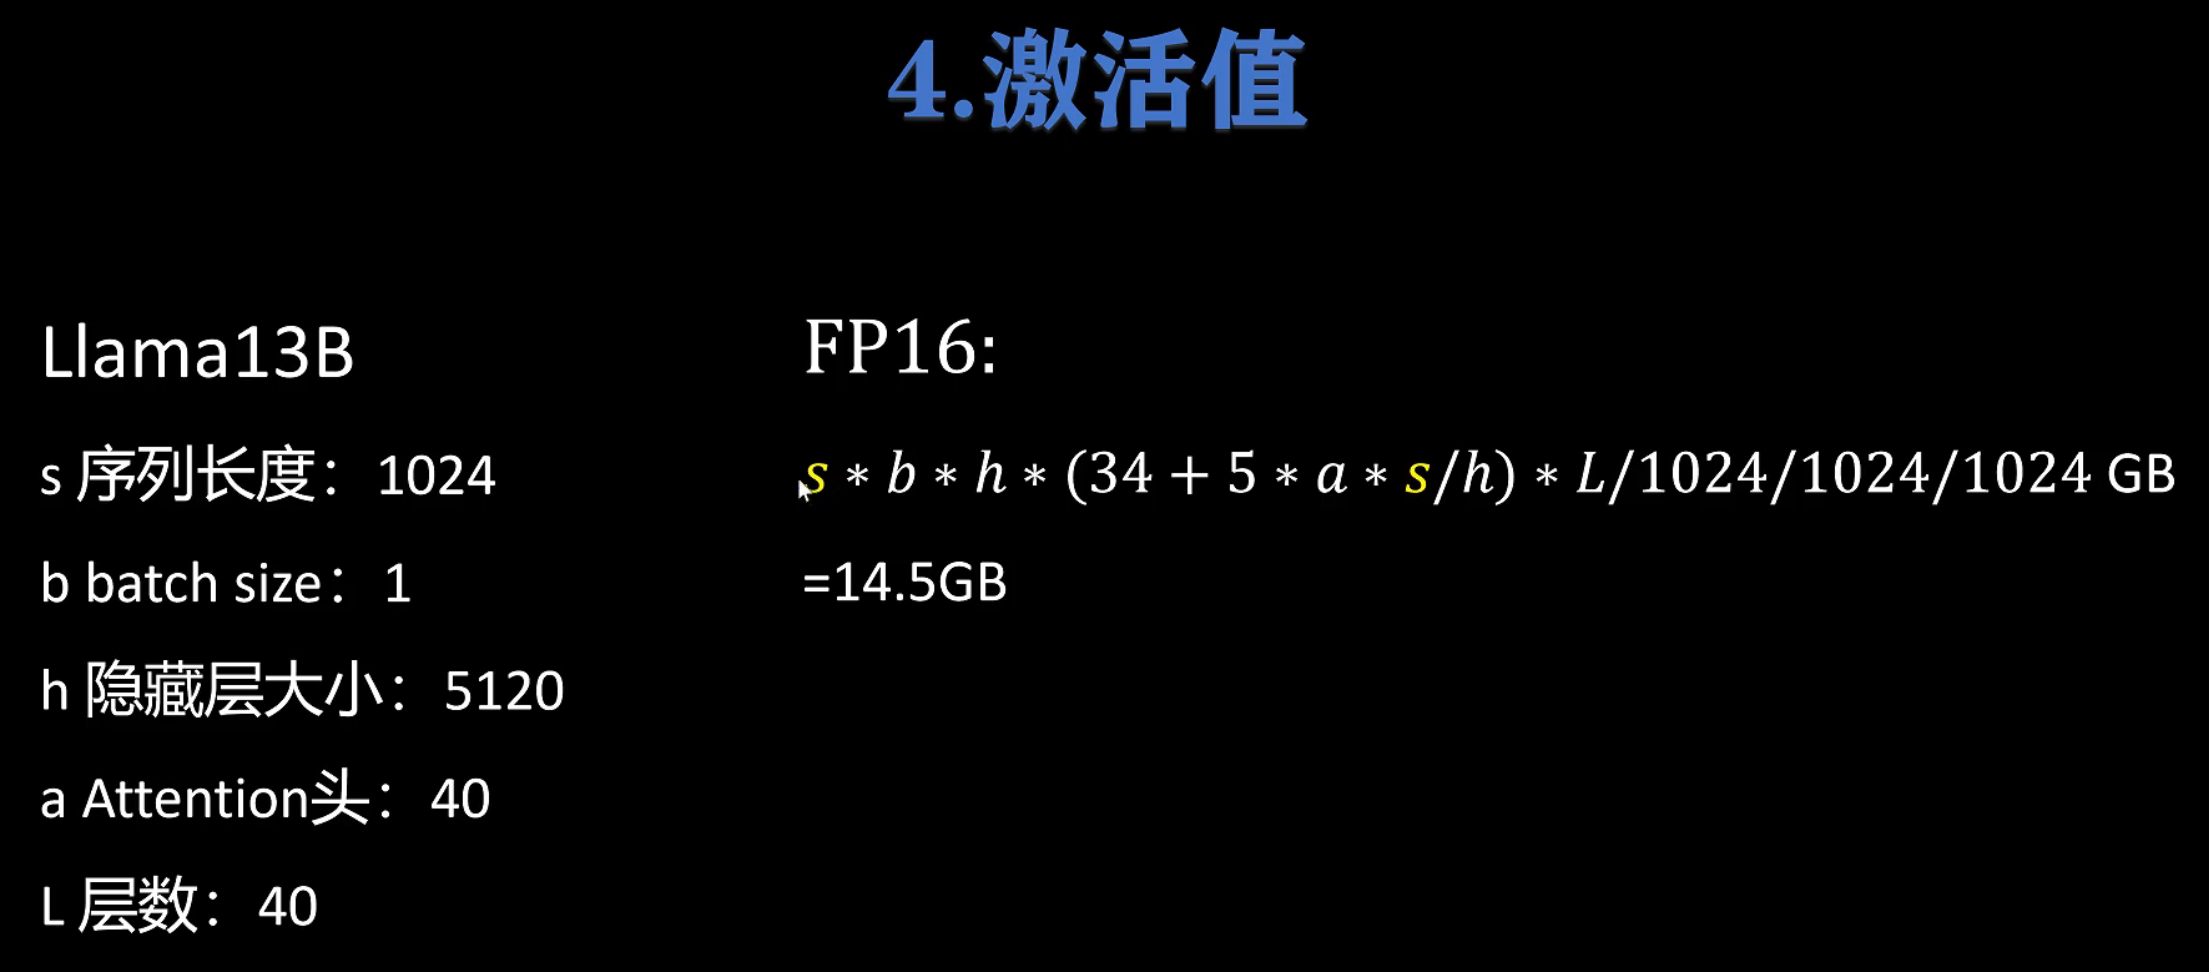 4.激活值
Llama13B
s 序列长度：1024
b batch size：1
h 隐藏层大小：5120
a Attention头：40
L 层数：40
FP16:
s ∗ b ∗ h ∗ (34 + 5 ∗ a ∗ s/h) ∗ L/1024/1024/1024 GB
=14.5GB